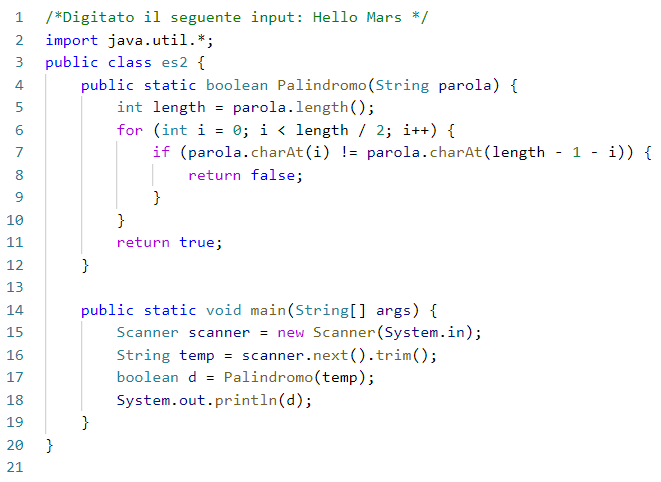 1 /*Digitato il seguente input: Hello Mars */
2 import java.util.*;
3 public class es2 {
4     public static boolean Palindromo(String parola) {
5         int length = parola.length();
6         for (int i = 0; i < length / 2; i++) {
7             if (parola.charAt(i) != parola.charAt(length - 1 - i)) {
8                 return false;
9             }
10         }
11         return true;
12     }
13
14     public static void main(String[] args) {
15         Scanner scanner = new Scanner(System.in);
16         String temp = scanner.next().trim();
17         boolean d = Palindromo(temp);
18         System.out.println(d);
19     }
20 }
21